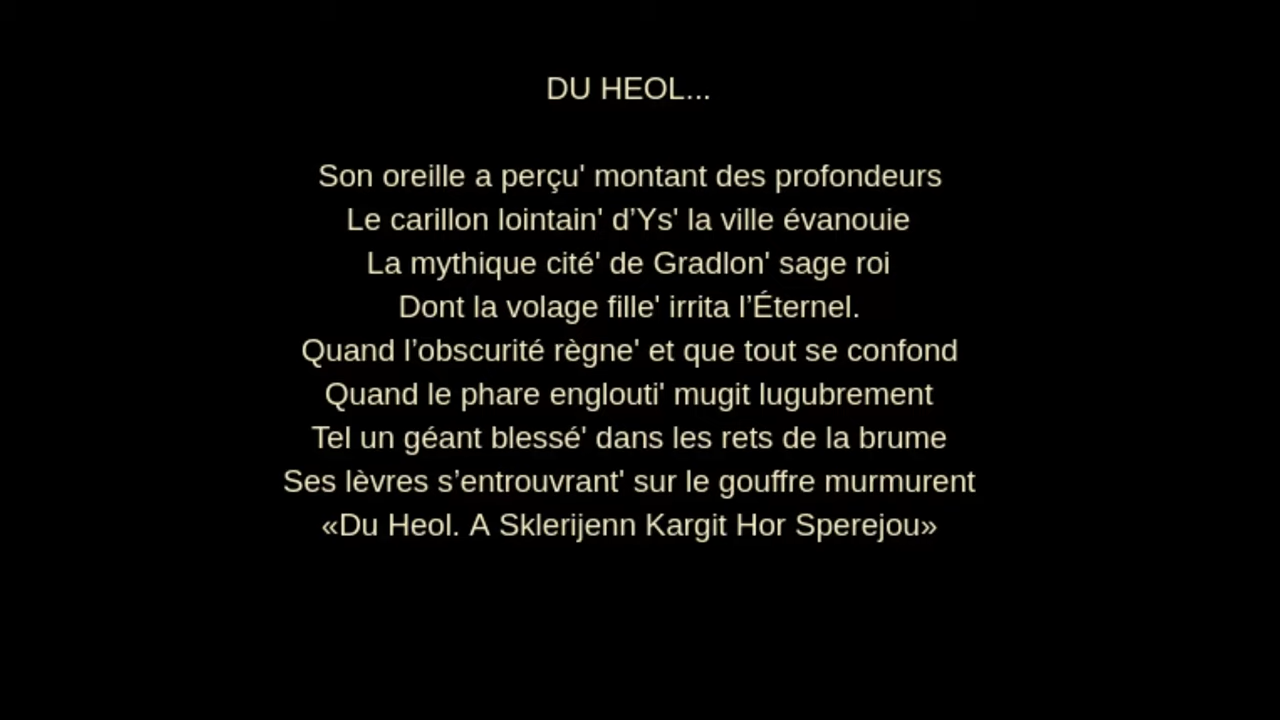 DU HEOL...
Son oreille a perçu' montant des profondeurs
Le carillon lointain' d’Ys' la ville évanouie
La mythique cité' de Gradlon' sage roi
Dont la volage fille' irrita l’Éternel.
Quand l’obscurité règne' et que tout se confond
Quand le phare englouti' mugit lugubrement
Tel un géant blessé' dans les rets de la brume
Ses lèvres s’entrouvrant' sur le gouffre murmurent
«Du Heol. A Sklerijenn Kargit Hor Sperejou»